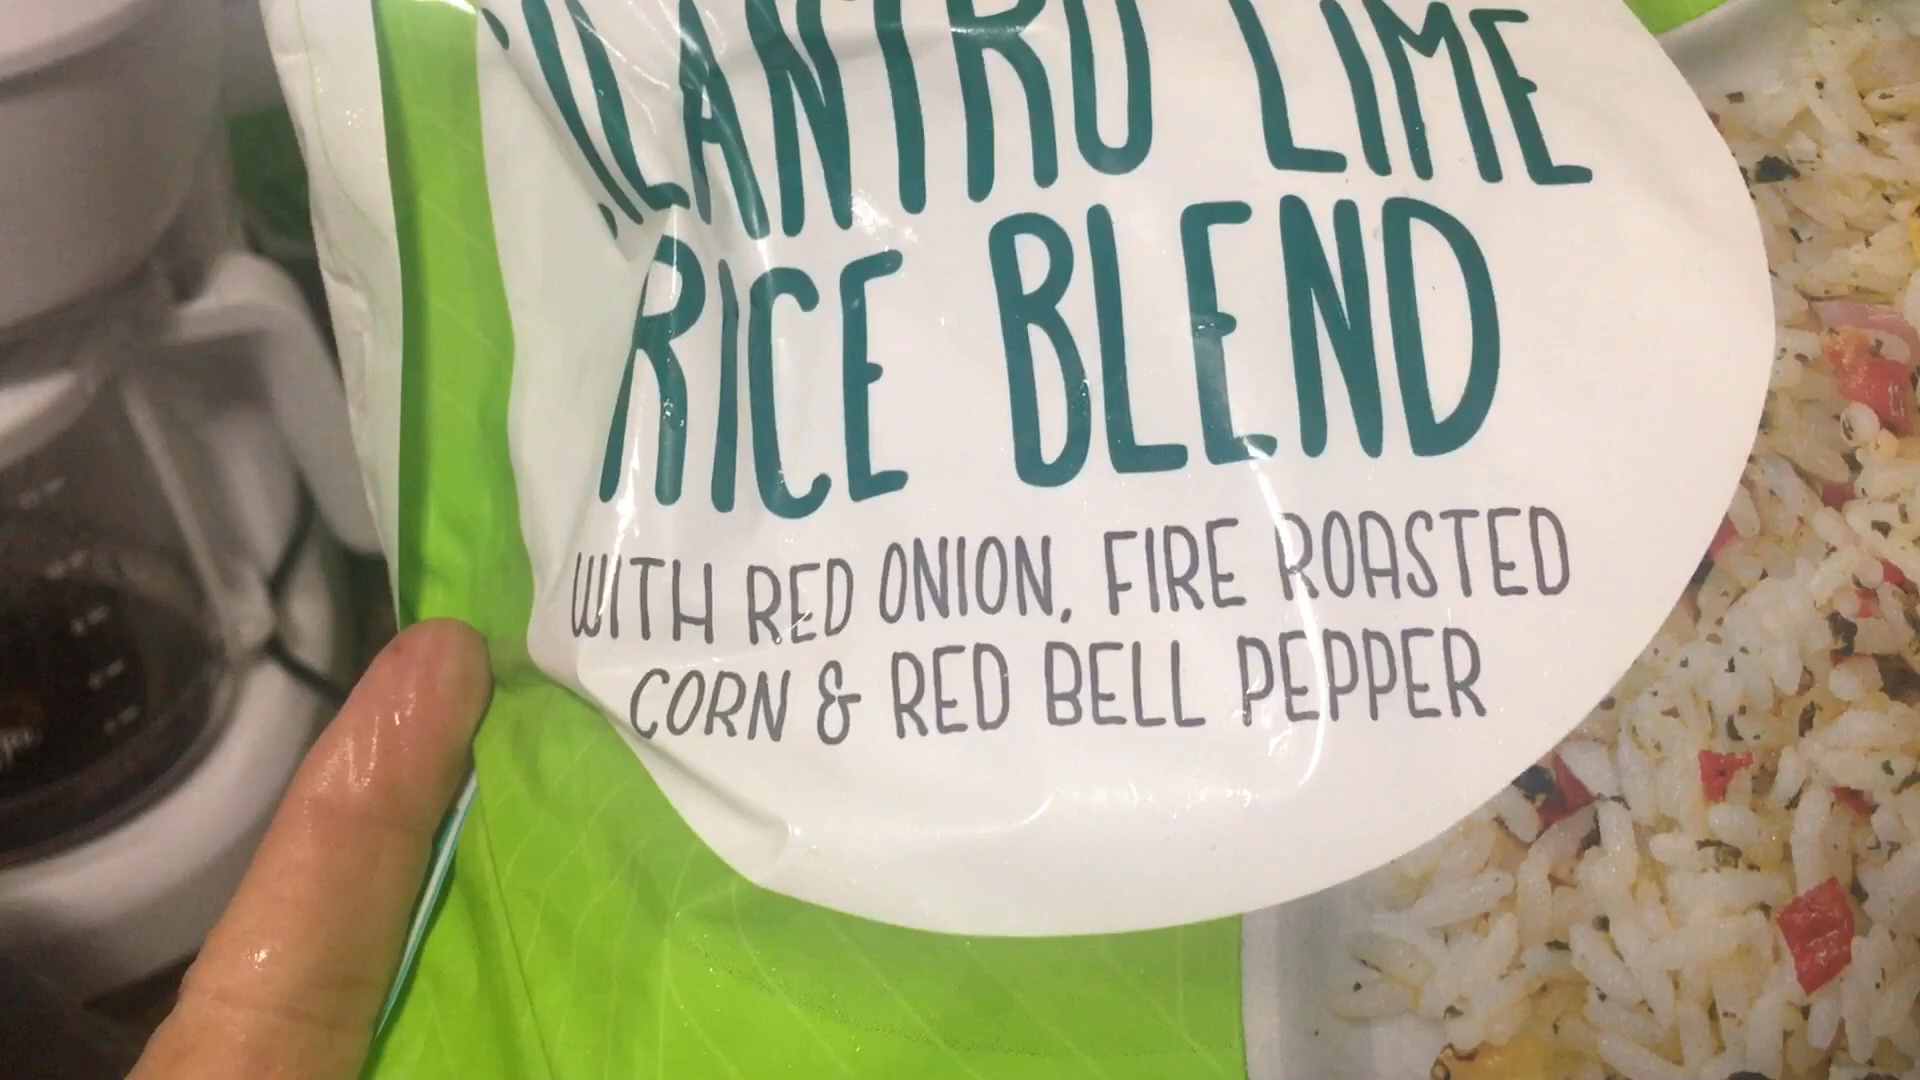 CILANTRO LIME
RICE BLEND
WITH RED ONION, FIRE ROASTED
CORN & RED BELL PEPPER